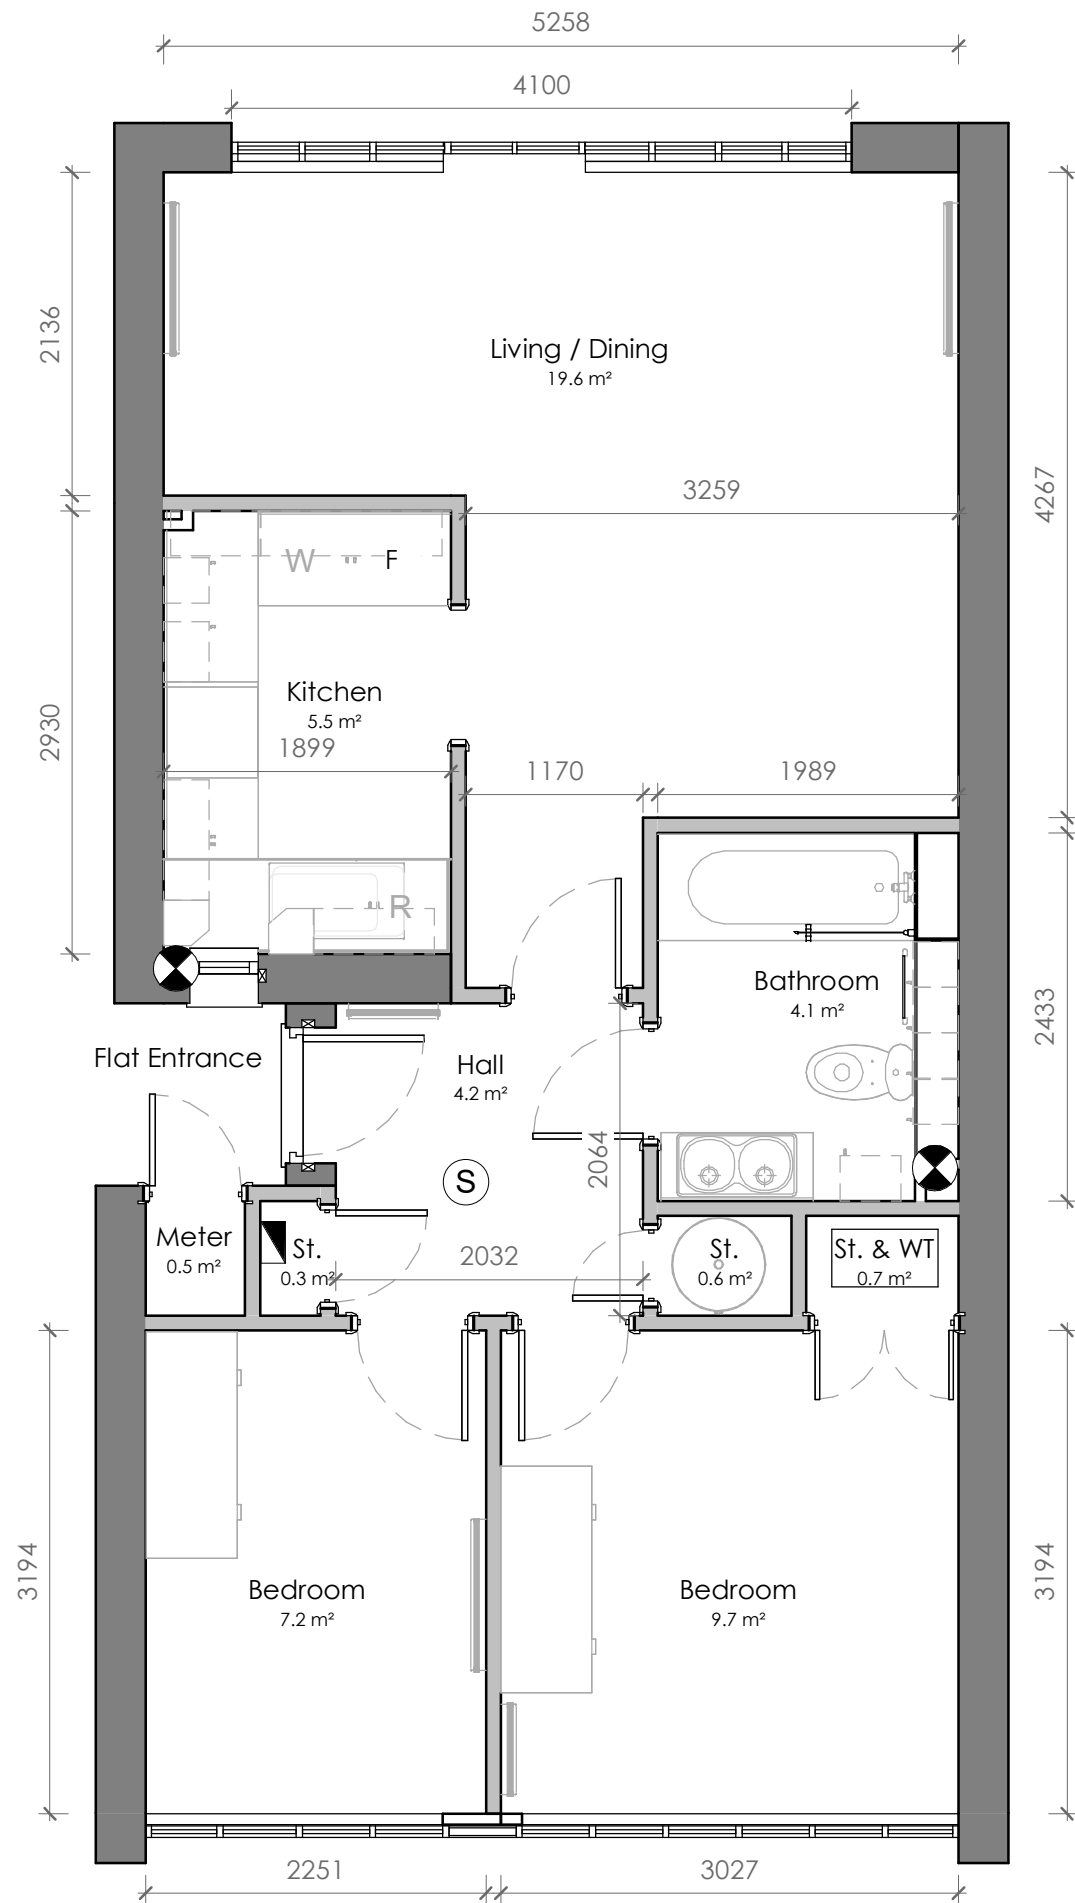 5258
4100
2136
Living / Dining
19.6 m²
4267
3259
W
F
Kitchen
5.5 m²
2930
1899
1170
1989
R
Bathroom
4.1 m²
2433
Flat Entrance
Hall
4.2 m²
2064
S
Meter
0.5 m²
St.
0.3 m²
2032
St.
0.6 m²
St. & WT
0.7 m²
3194
Bedroom
7.2 m²
Bedroom
9.7 m²
3194
2251
3027